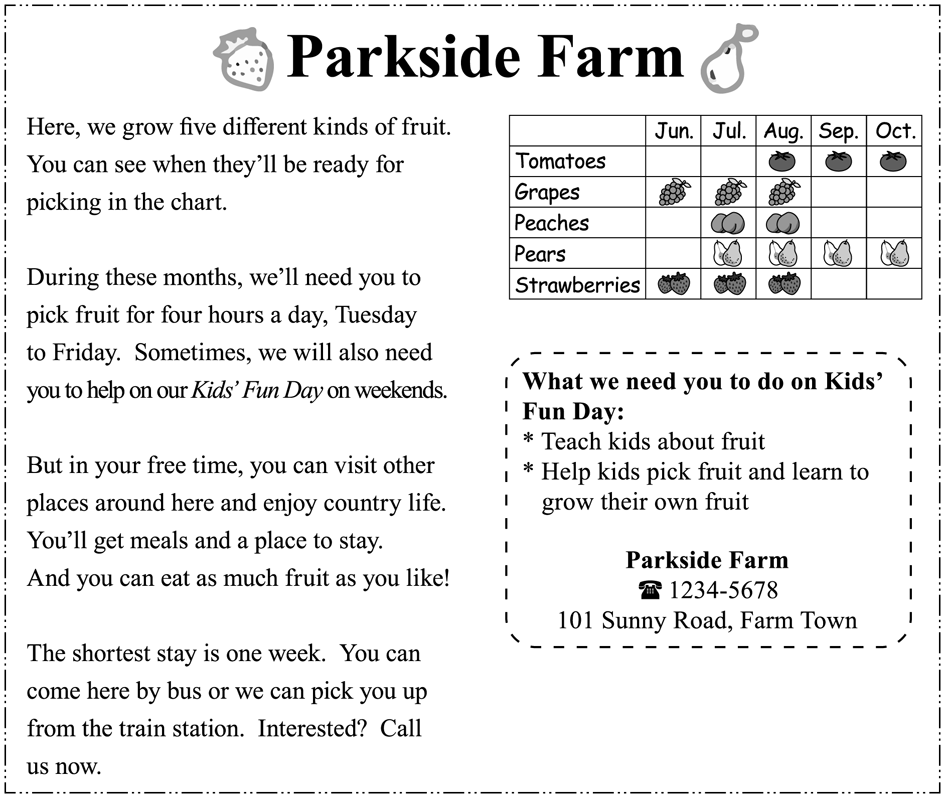 Parkside Farm
Here, we grow five different kinds of fruit.
You can see when they'll be ready for
picking in the chart.
During these months, we'll need you to
pick fruit for four hours a day, Tuesday
to Friday. Sometimes, we will also need
you to help on our Kids' Fun Day on weekends.
But in your free time, you can visit other
places around here and enjoy country life.
You'll get meals and a place to stay.
And you can eat as much fruit as you like!
The shortest stay is one week. You can
come here by bus or we can pick you up
from the train station. Interested? Call
us now.
Jun. Jul. Aug. Sep. Oct.
Tomatoes
Grapes
Peaches
Pears
Strawberries
What we need you to do on Kids'
Fun Day:
* Teach kids about fruit
* Help kids pick fruit and learn to
grow their own fruit
Parkside Farm
☎ 1234-5678
101 Sunny Road, Farm Town